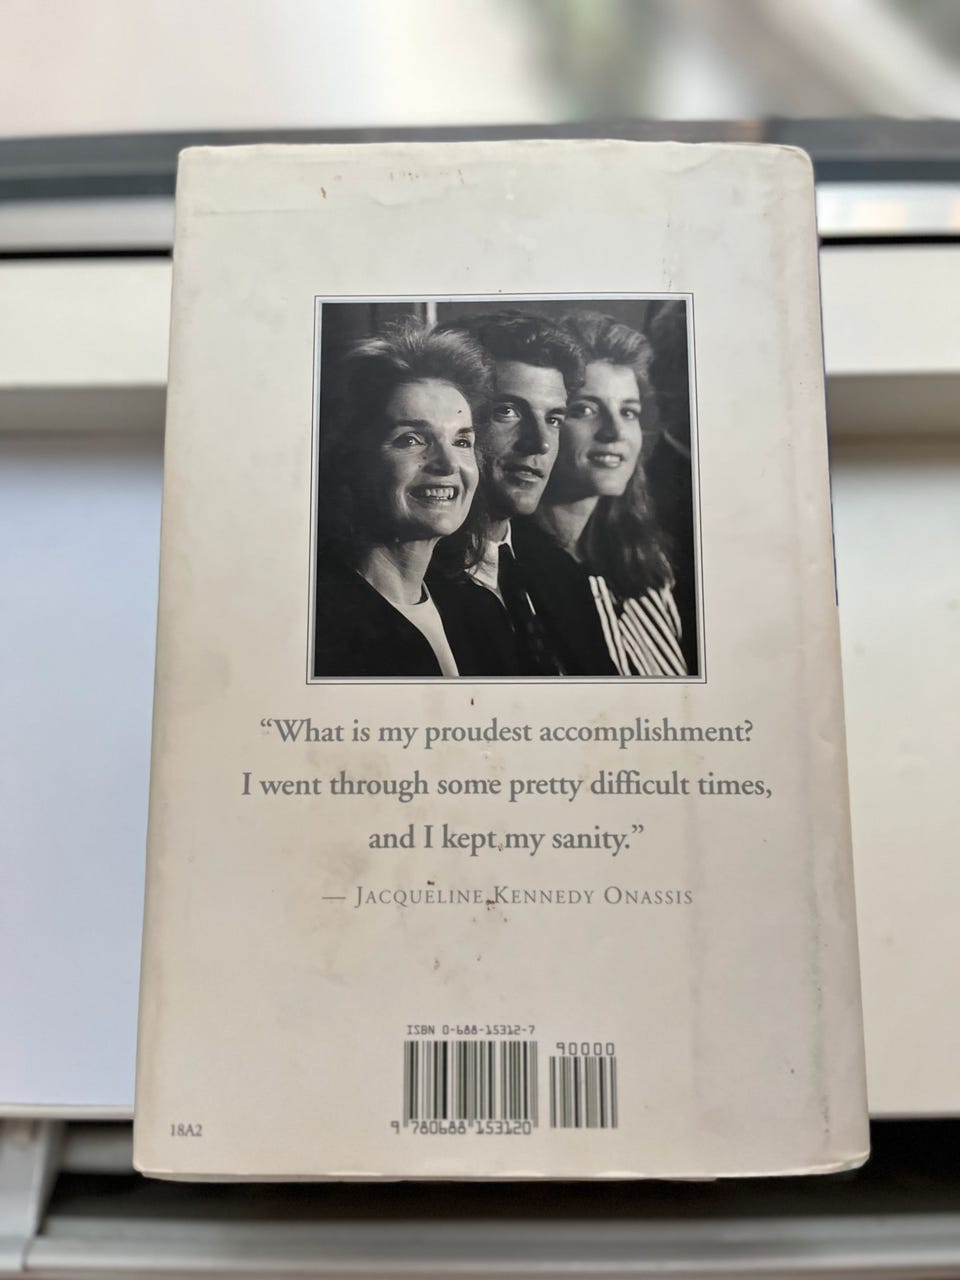 “What is my proudest accomplishment?
I went through some pretty difficult times,
and I kept my sanity.”
— JACQUELINE KENNEDY ONASSIS
ISBN 0-688-15312-7
90000
9 780688 153120
18A2